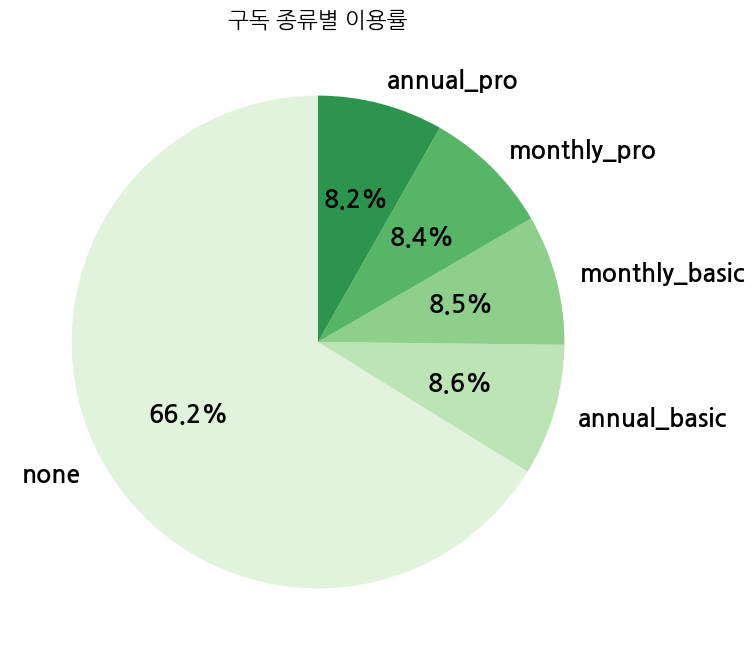 구독 종류별 이용률
annual_pro
monthly_pro
8.2%
8.4%
monthly_basic
8.5%
8.6%
66.2%
annual_basic
none